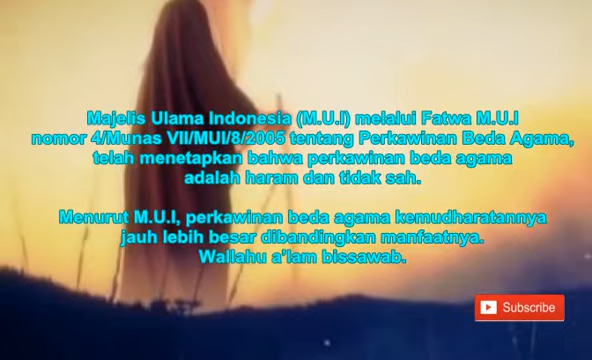 Majelis Ulama Indonesia (M.U.I) melalui Fatwa M.U.I
nomor 4/Munas VII/MUI/8/2005 tentang Perkawinan Beda Agama,
telah menetapkan bahwa perkawinan beda agama
adalah haram dan tidak sah.
Menurut M.U.I, perkawinan beda agama kemudharatannya
jauh lebih besar dibandingkan manfaatnya.
Wallahu a'lam bissawab.
Subscribe